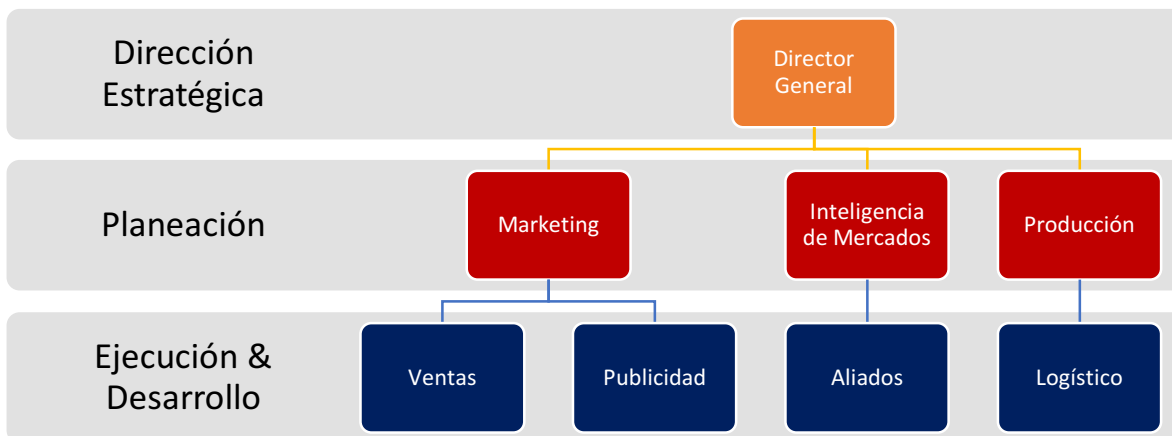 Dirección
Estratégica
Director
General
Planeación
Marketing
Inteligencia
de Mercados
Producción
Ejecución &
Desarrollo
Ventas
Publicidad
Aliados
Logístico